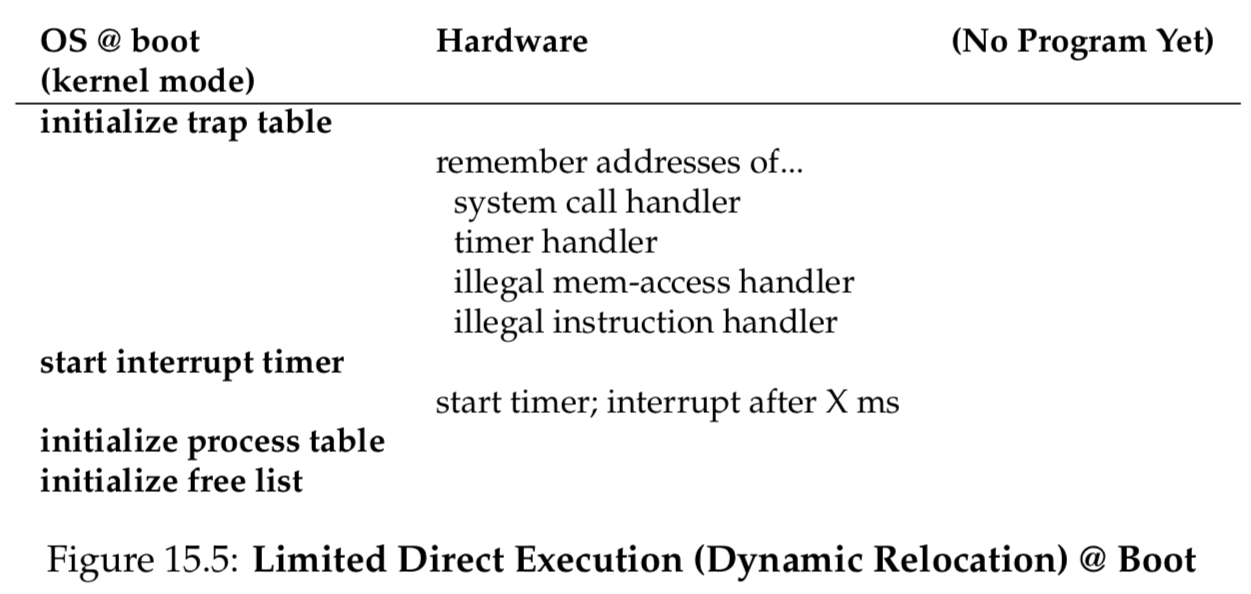 OS @ boot Hardware (No Program Yet)
(kernel mode)
initialize trap table
remember addresses of...
system call handler
timer handler
illegal mem-access handler
illegal instruction handler
start interrupt timer
start timer; interrupt after X ms
initialize process table
initialize free list
Figure 15.5: Limited Direct Execution (Dynamic Relocation) @ Boot